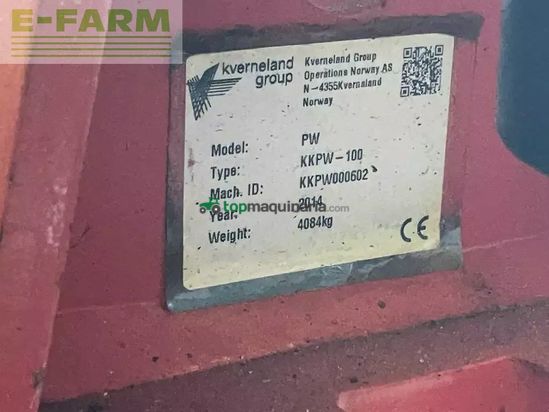 E-FARM
kverneland
group
Kverneland Group
Operations Norway AS
N-4355Kvernaland
Norway
Model: PW
Type: KKPW-100
Mach. ID: KKPW000602
Year: 2014
topmaquinaria.com
Weight: 4084kg
CE